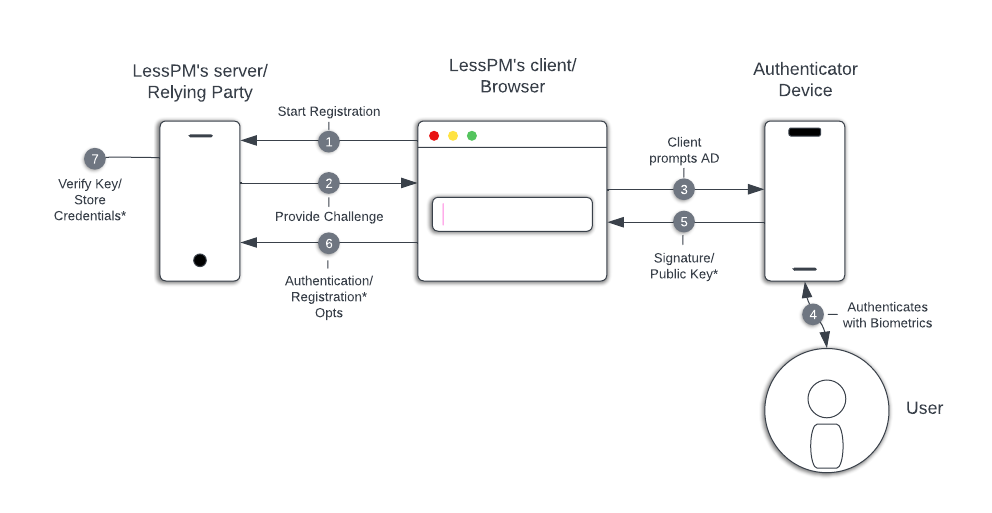 LessPM's server/
Relying Party
LessPM's client/
Browser
Authenticator
Device
Start Registration
1
2
Provide Challenge
6
Authentication/
Registration*
Opts
7
Verify Key/
Store
Credentials*
Client
prompts AD
3
5
Signature/
Public Key*
4
Authenticates
with Biometrics
User